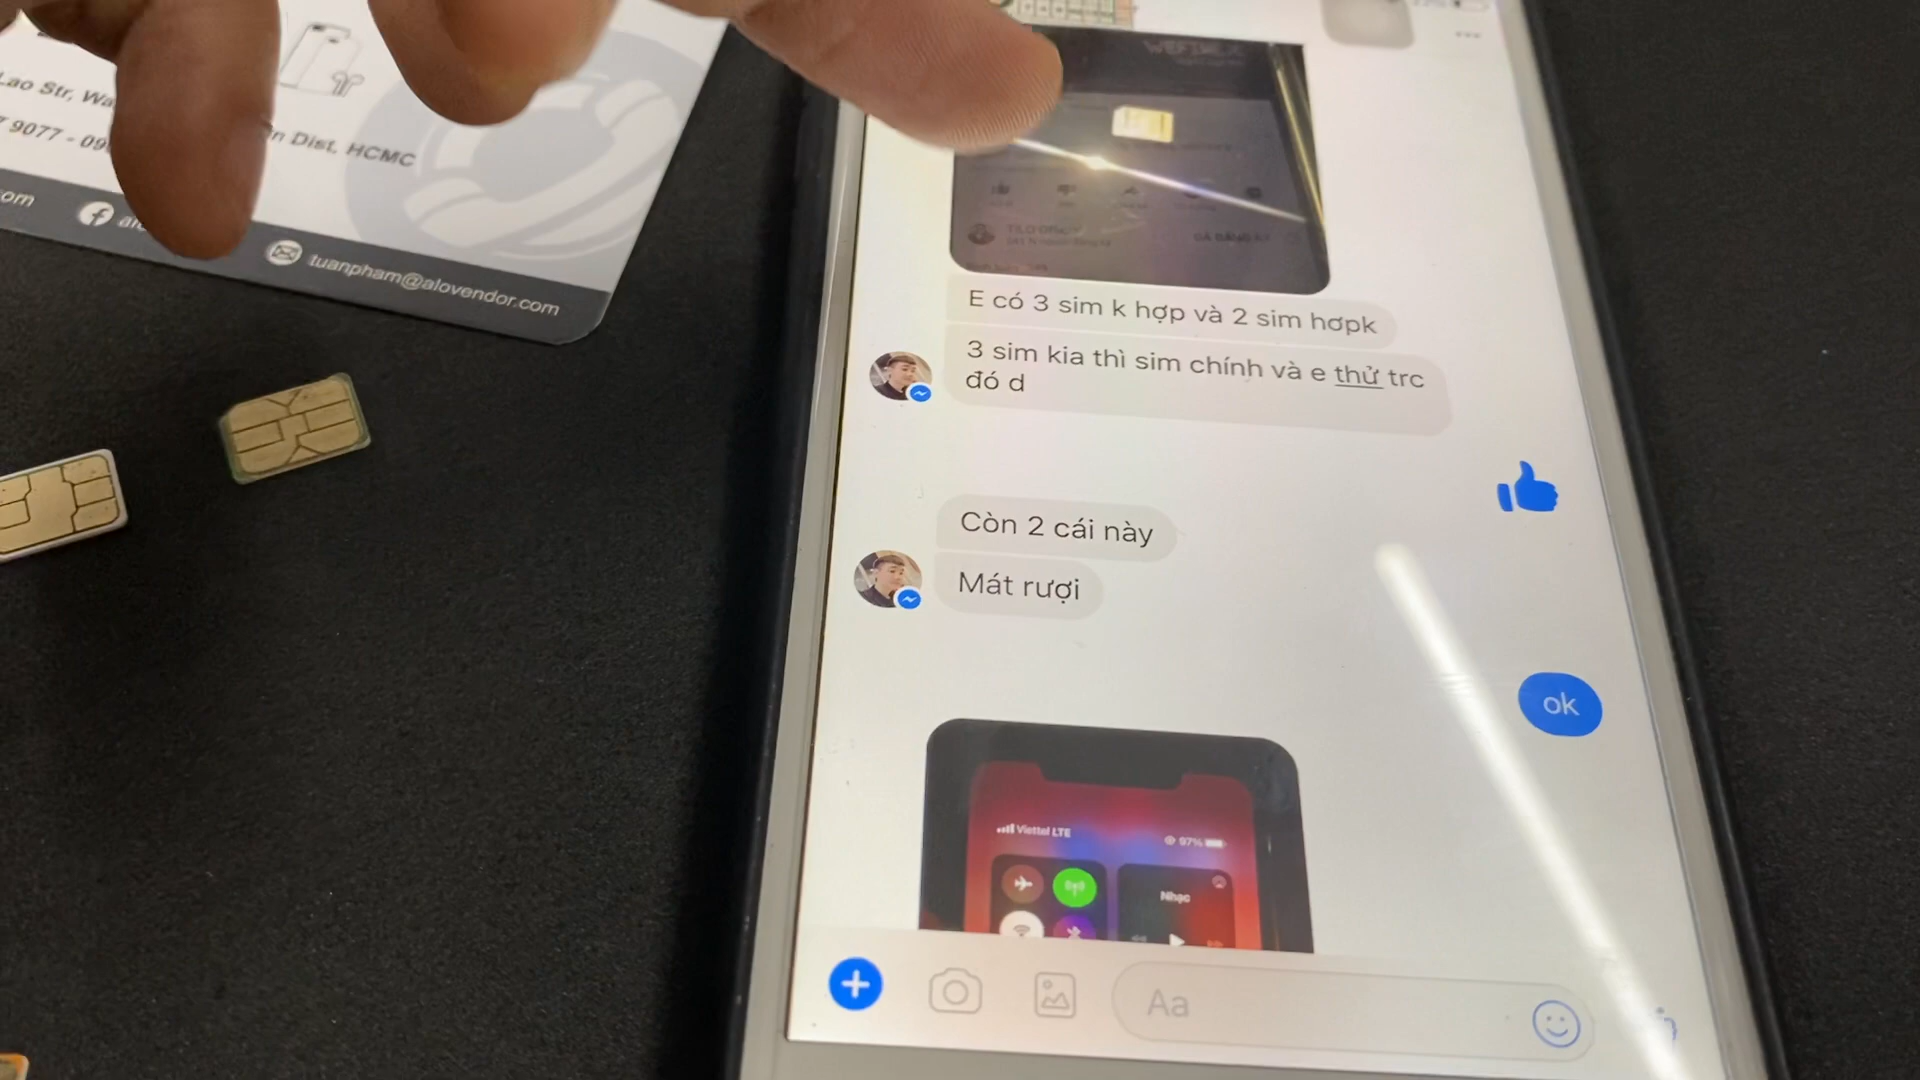 Lao Str, Wa
n Dist, HCMC
9077 - 09
om
tuanpham@alovendor.com
E có 3 sim k hợp và 2 sim hơpk
3 sim kia thì sim chính và e thử trc
đó d
Còn 2 cái này
Mát rượi
ok
Viettel LTE
97%
Nhạc
Aa